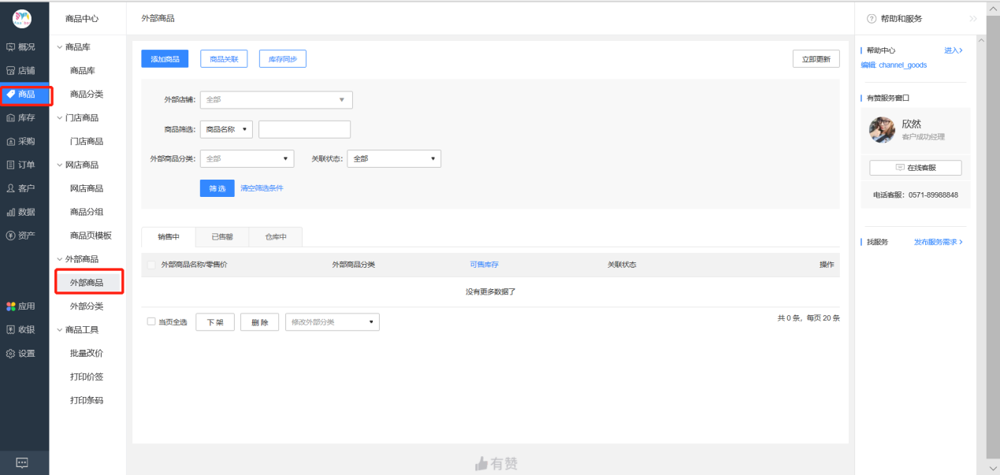 商品中心
外部商品
帮助和服务
概况
店铺
商品
库存
采购
订单
客户
数据
资产
应用
收银
设置
商品库
商品库
商品分类
门店商品
门店商品
网店商品
网店商品
商品分组
商品页模板
外部商品
外部商品
外部分类
商品工具
批量改价
打印价签
打印条码
添加商品 商品关联 库存同步 立即更新
外部店铺: 全部
商品筛选: 商品名称
外部商品分类: 全部 关联状态: 全部
筛选 清空筛选条件
销售中 已售罄 仓库中
外部商品名称/零售价 外部商品分类 可售库存 关联状态 操作
没有更多数据了
当页全选 下架 删除 修改外部分类 共 0 条, 每页 20 条
有赞
帮助中心 进入
编辑: channel_goods
有赞服务窗口
欣然
客户成功经理
在线客服
电话客服: 0571-89988848
找服务 发布服务需求